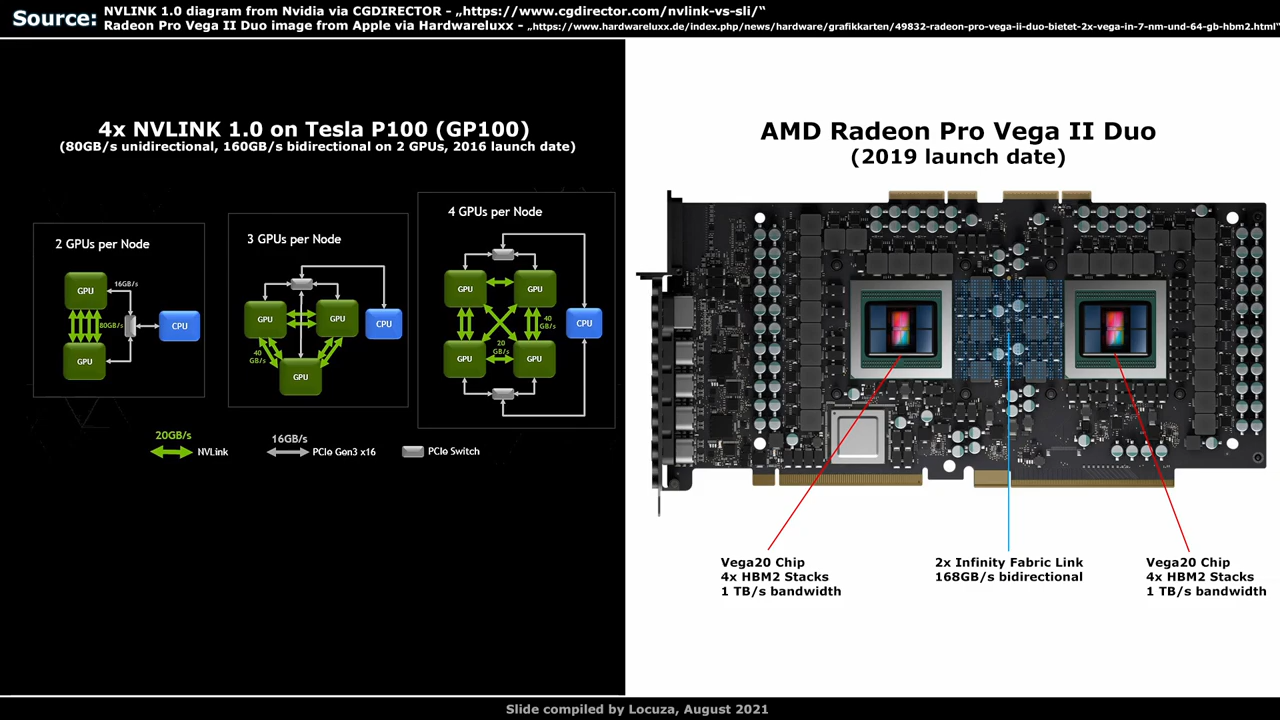 Source:
NVLINK 1.0 diagram from Nvidia via CGDIRECTOR - „https://www.cgdirector.com/nvlink-vs-sli/“
Radeon Pro Vega II Duo image from Apple via Hardwareluxx - „https://www.hardwareluxx.de/index.php/news/hardware/grafikkarten/49832-radeon-pro-vega-ii-duo-bietet-2x-vega-in-7-nm-und-64-gb-hbm2.html“
4x NVLINK 1.0 on Tesla P100 (GP100)
(80GB/s unidirectional, 160GB/s bidirectional on 2 GPUs, 2016 launch date)
2 GPUs per Node
GPU
16GB/s
80GB/s
CPU
GPU
3 GPUs per Node
GPU
GPU
CPU
40
GB/s
GPU
4 GPUs per Node
GPU
GPU
40
GB/s
CPU
20
GB/s
GPU
GPU
20GB/s
NVLink
16GB/s
PCIe Gen3 x16
PCIe Switch
AMD Radeon Pro Vega II Duo
(2019 launch date)
Vega20 Chip
4x HBM2 Stacks
1 TB/s bandwidth
2x Infinity Fabric Link
168GB/s bidirectional
Vega20 Chip
4x HBM2 Stacks
1 TB/s bandwidth
Slide compiled by Locuza, August 2021